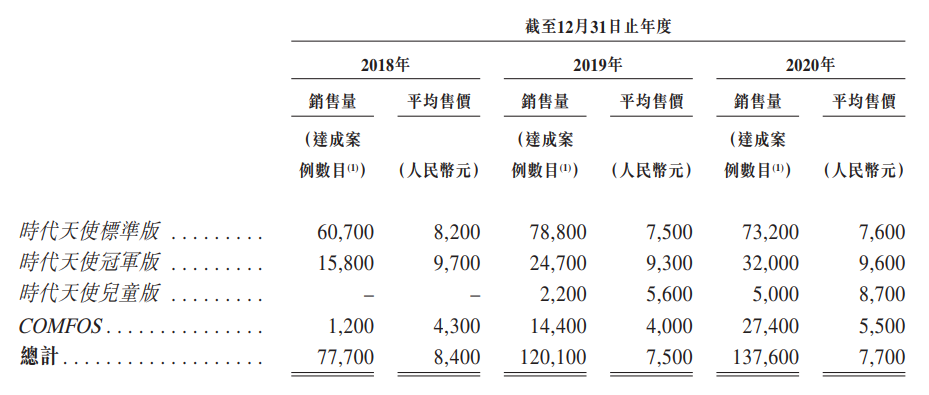 截至12月31日止年度
2018年 2019年 2020年
銷售量 平均售價 銷售量 平均售價 銷售量 平均售價
(達成案 (達成案 (達成案
例數目(1)) (人民幣元) 例數目(1)) (人民幣元) 例數目(1)) (人民幣元)
時代天使標準版 ......... 60,700 8,200 78,800 7,500 73,200 7,600
時代天使冠軍版 ......... 15,800 9,700 24,700 9,300 32,000 9,600
時代天使兒童版 ......... – – 2,200 5,600 5,000 8,700
COMFOS............... 1,200 4,300 14,400 4,000 27,400 5,500
總計................... 77,700 8,400 120,100 7,500 137,600 7,700